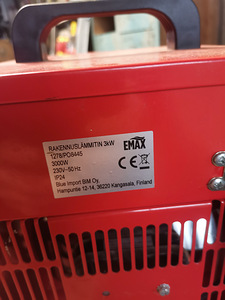 RAKENNUSLÄMMITIN 3kW
EMAX
1278/PO8445
3000W
230V~50 Hz
IP24
CE
Blue Import BIM Oy,
Hampuntie 12-14, 36220 Kangasala, Finland